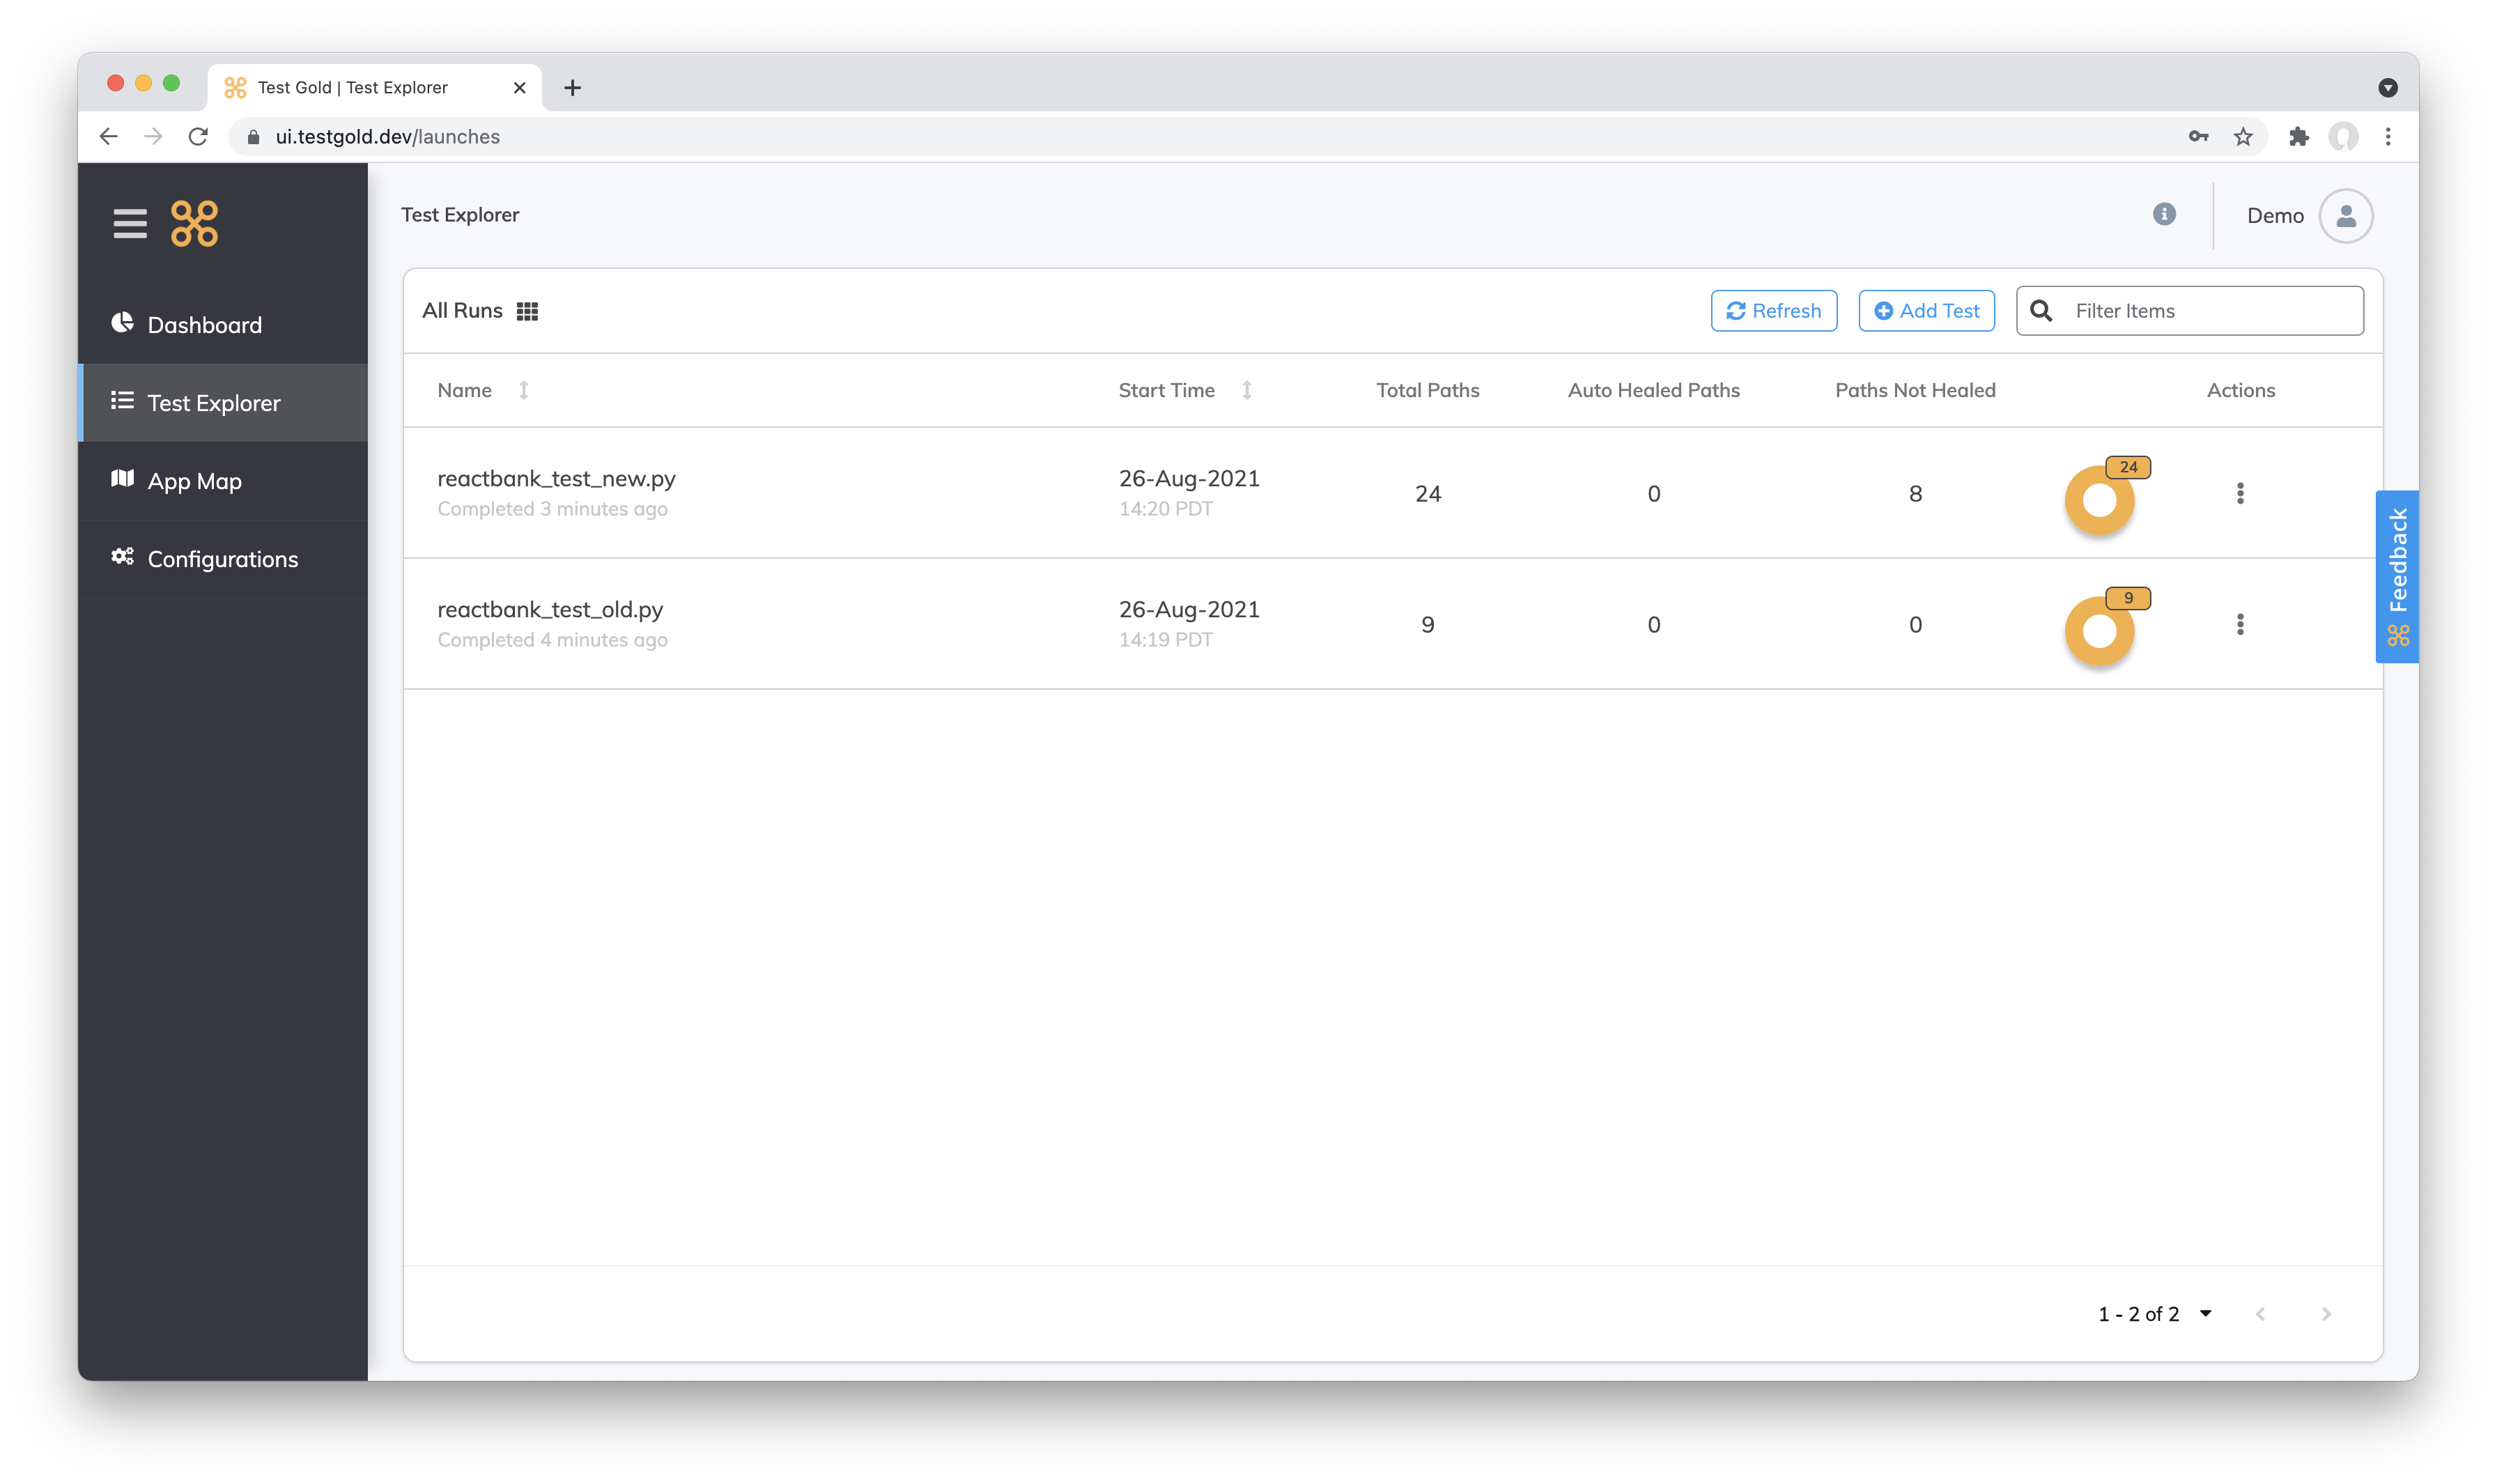 Test Gold | Test Explorer
ui.testgold.dev/launches
Test Explorer
Demo
Dashboard
Test Explorer
App Map
Configurations
All Runs
Refresh
Add Test
Filter Items
Name
Start Time
Total Paths
Auto Healed Paths
Paths Not Healed
Actions
reactbank_test_new.py
Completed 3 minutes ago
26-Aug-2021
14:20 PDT
24
0
8
24
reactbank_test_old.py
Completed 4 minutes ago
26-Aug-2021
14:19 PDT
9
0
0
9
Feedback
1 - 2 of 2